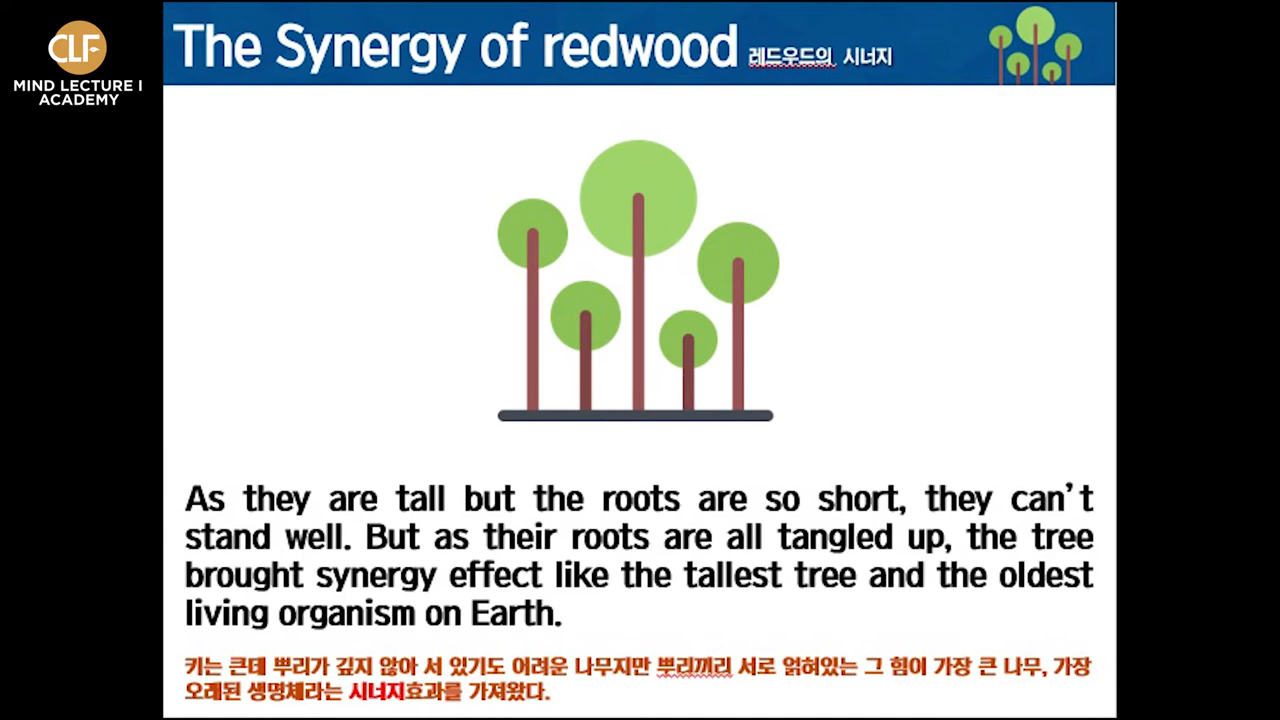 CLF
MIND LECTURE I
ACADEMY
The Synergy of redwood 레드우드의 시너지
As they are tall but the roots are so short, they can't
stand well. But as their roots are all tangled up, the tree
brought synergy effect like the tallest tree and the oldest
living organism on Earth.
키는 큰데 뿌리가 깊지 않아 서 있기도 어려운 나무지만 뿌리끼리 서로 얽혀있는 그 힘이 가장 큰 나무, 가장
오래된 생명체라는 시너지효과를 가져왔다.